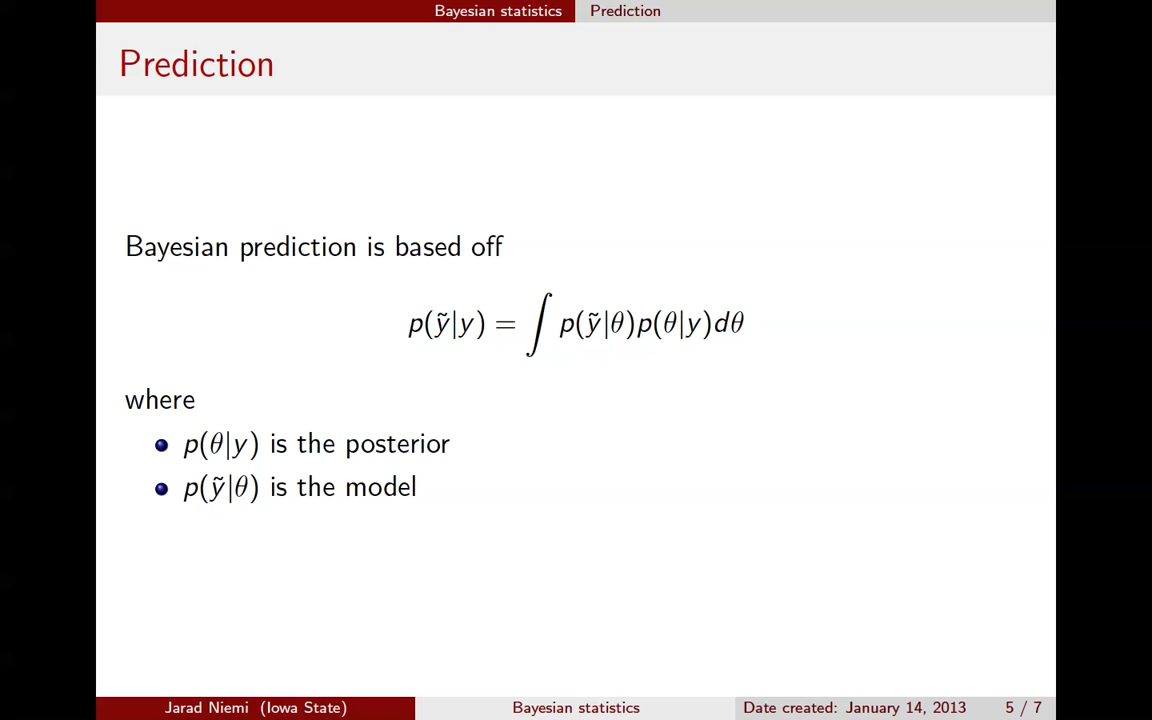 Bayesian statistics Prediction
Prediction
Bayesian prediction is based off
p(ỹ|y) = ∫ p(ỹ|θ)p(θ|y)dθ
where
p(θ|y) is the posterior
p(ỹ|θ) is the model
Jarad Niemi (Iowa State) Bayesian statistics Date created: January 14, 2013 5 / 7